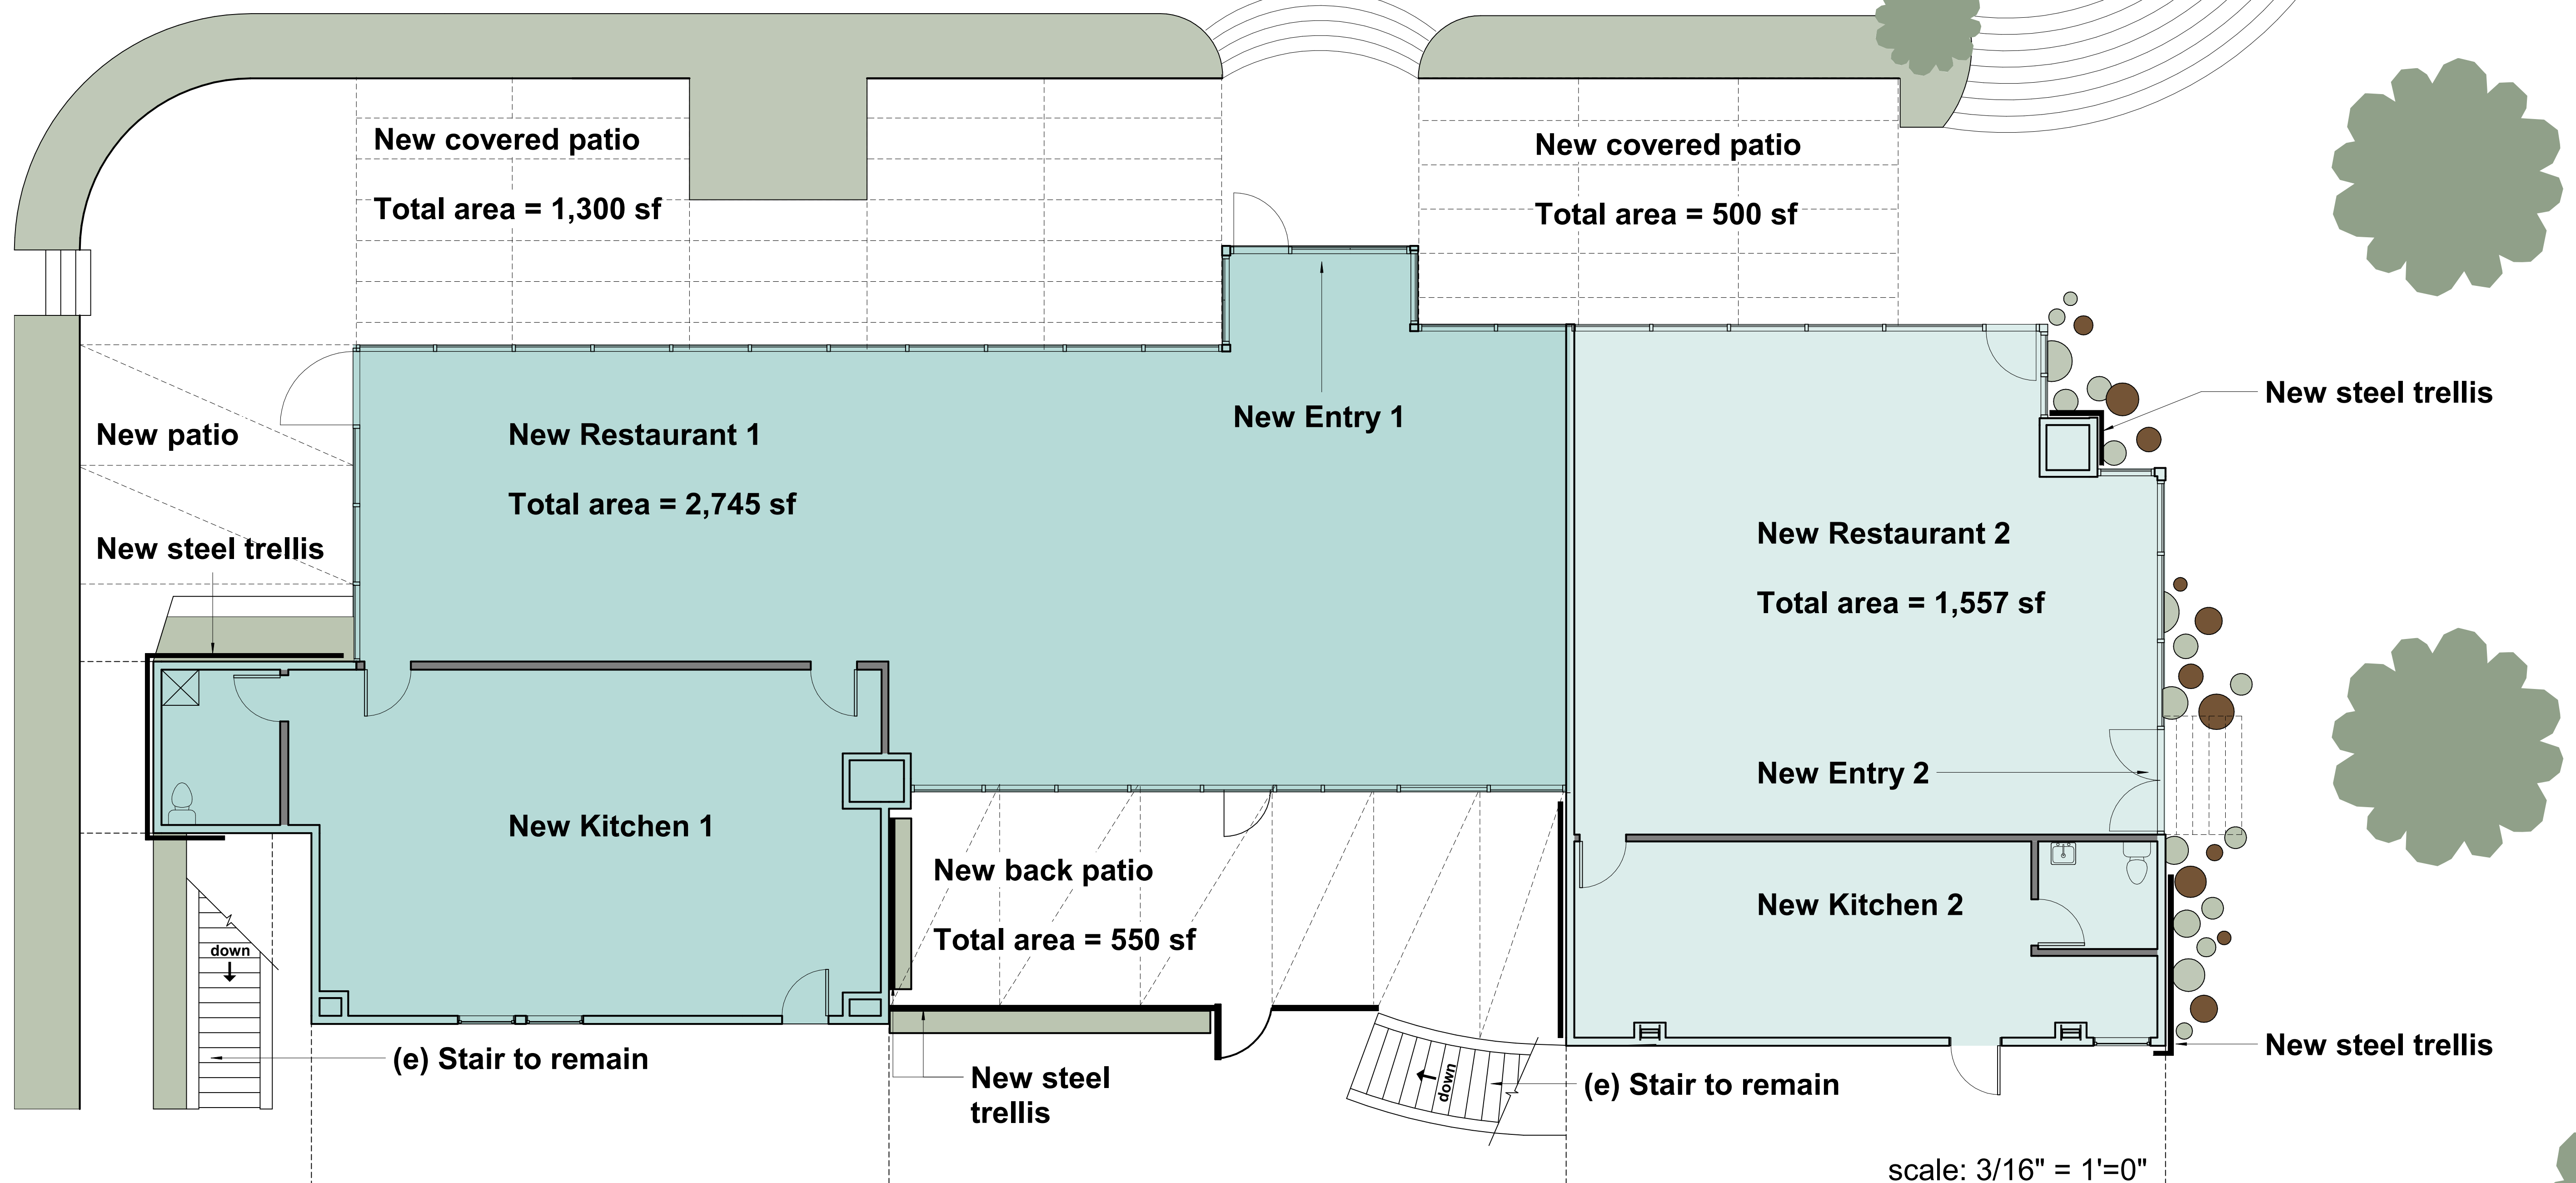 New covered patio
Total area = 1,300 sf
New covered patio
Total area = 500 sf
New steel trellis
New Entry 1
New patio
New Restaurant 1
Total area = 2,745 sf
New steel trellis
New Restaurant 2
Total area = 1,557 sf
New Entry 2
New Kitchen 1
New back patio
Total area = 550 sf
New Kitchen 2
down
(e) Stair to remain
New steel
trellis
down
(e) Stair to remain
New steel trellis
scale: 3/16" = 1'=0"